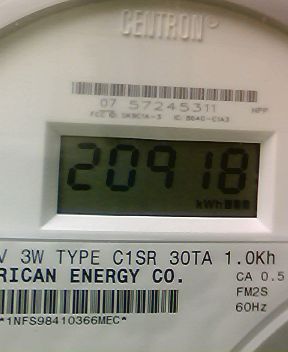 CENTRON®
07 57245311
20918
kWh
V 3W TYPE C1SR 30TA 1.0Kh
RICAN ENERGY CO.
CA 0.5
FM2S
60Hz
*1NFS98410366MEC*